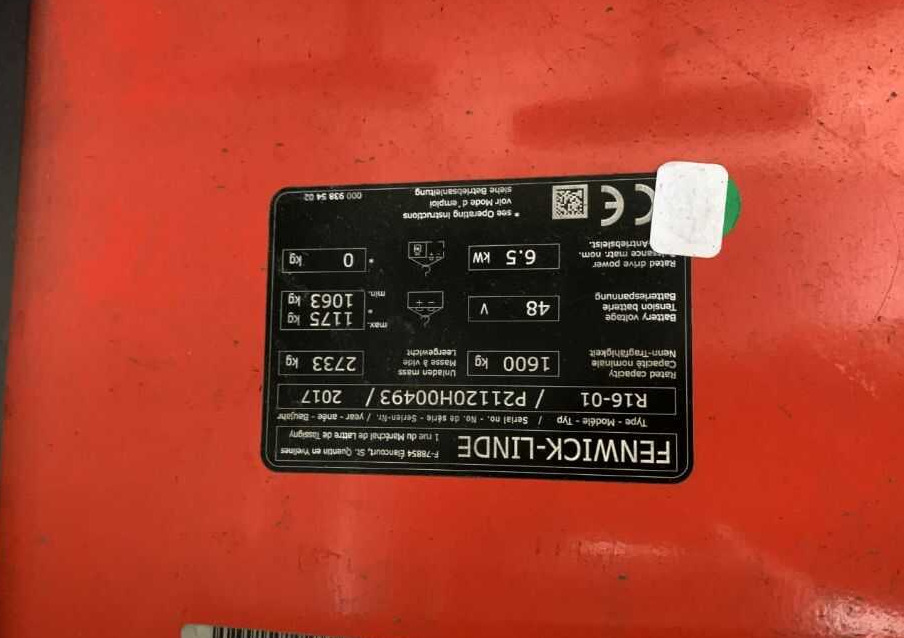 FENWICK-LINDE F-78854 Élancourt, St. Quentin en Yvelines
1 rue du Maréchal de Lattre de Tassigny
Type - Modéle - Typ / Serial no. - No. de série - Serien-Nr. / year - année - Baujahr
R16-01 / P21120H00493 / 2017
Rated capacity
Capacité nominale
Nenn-Tragfähigkeit
1600 kg
Unladen mass
Masse à vide
Leergewicht
2733 kg
Battery voltage
Tension batterie
Batteriespannung
48 V
max.
*
min.
1175 kg
1063 kg
Rated drive power
Puissance motr. nom.
-Antriebsleist.
6.5 kW
*
0 kg
CE
* see Operating instructions
voir Mode d'emploi
siehe Betriebsanleitung
000 938 54 02